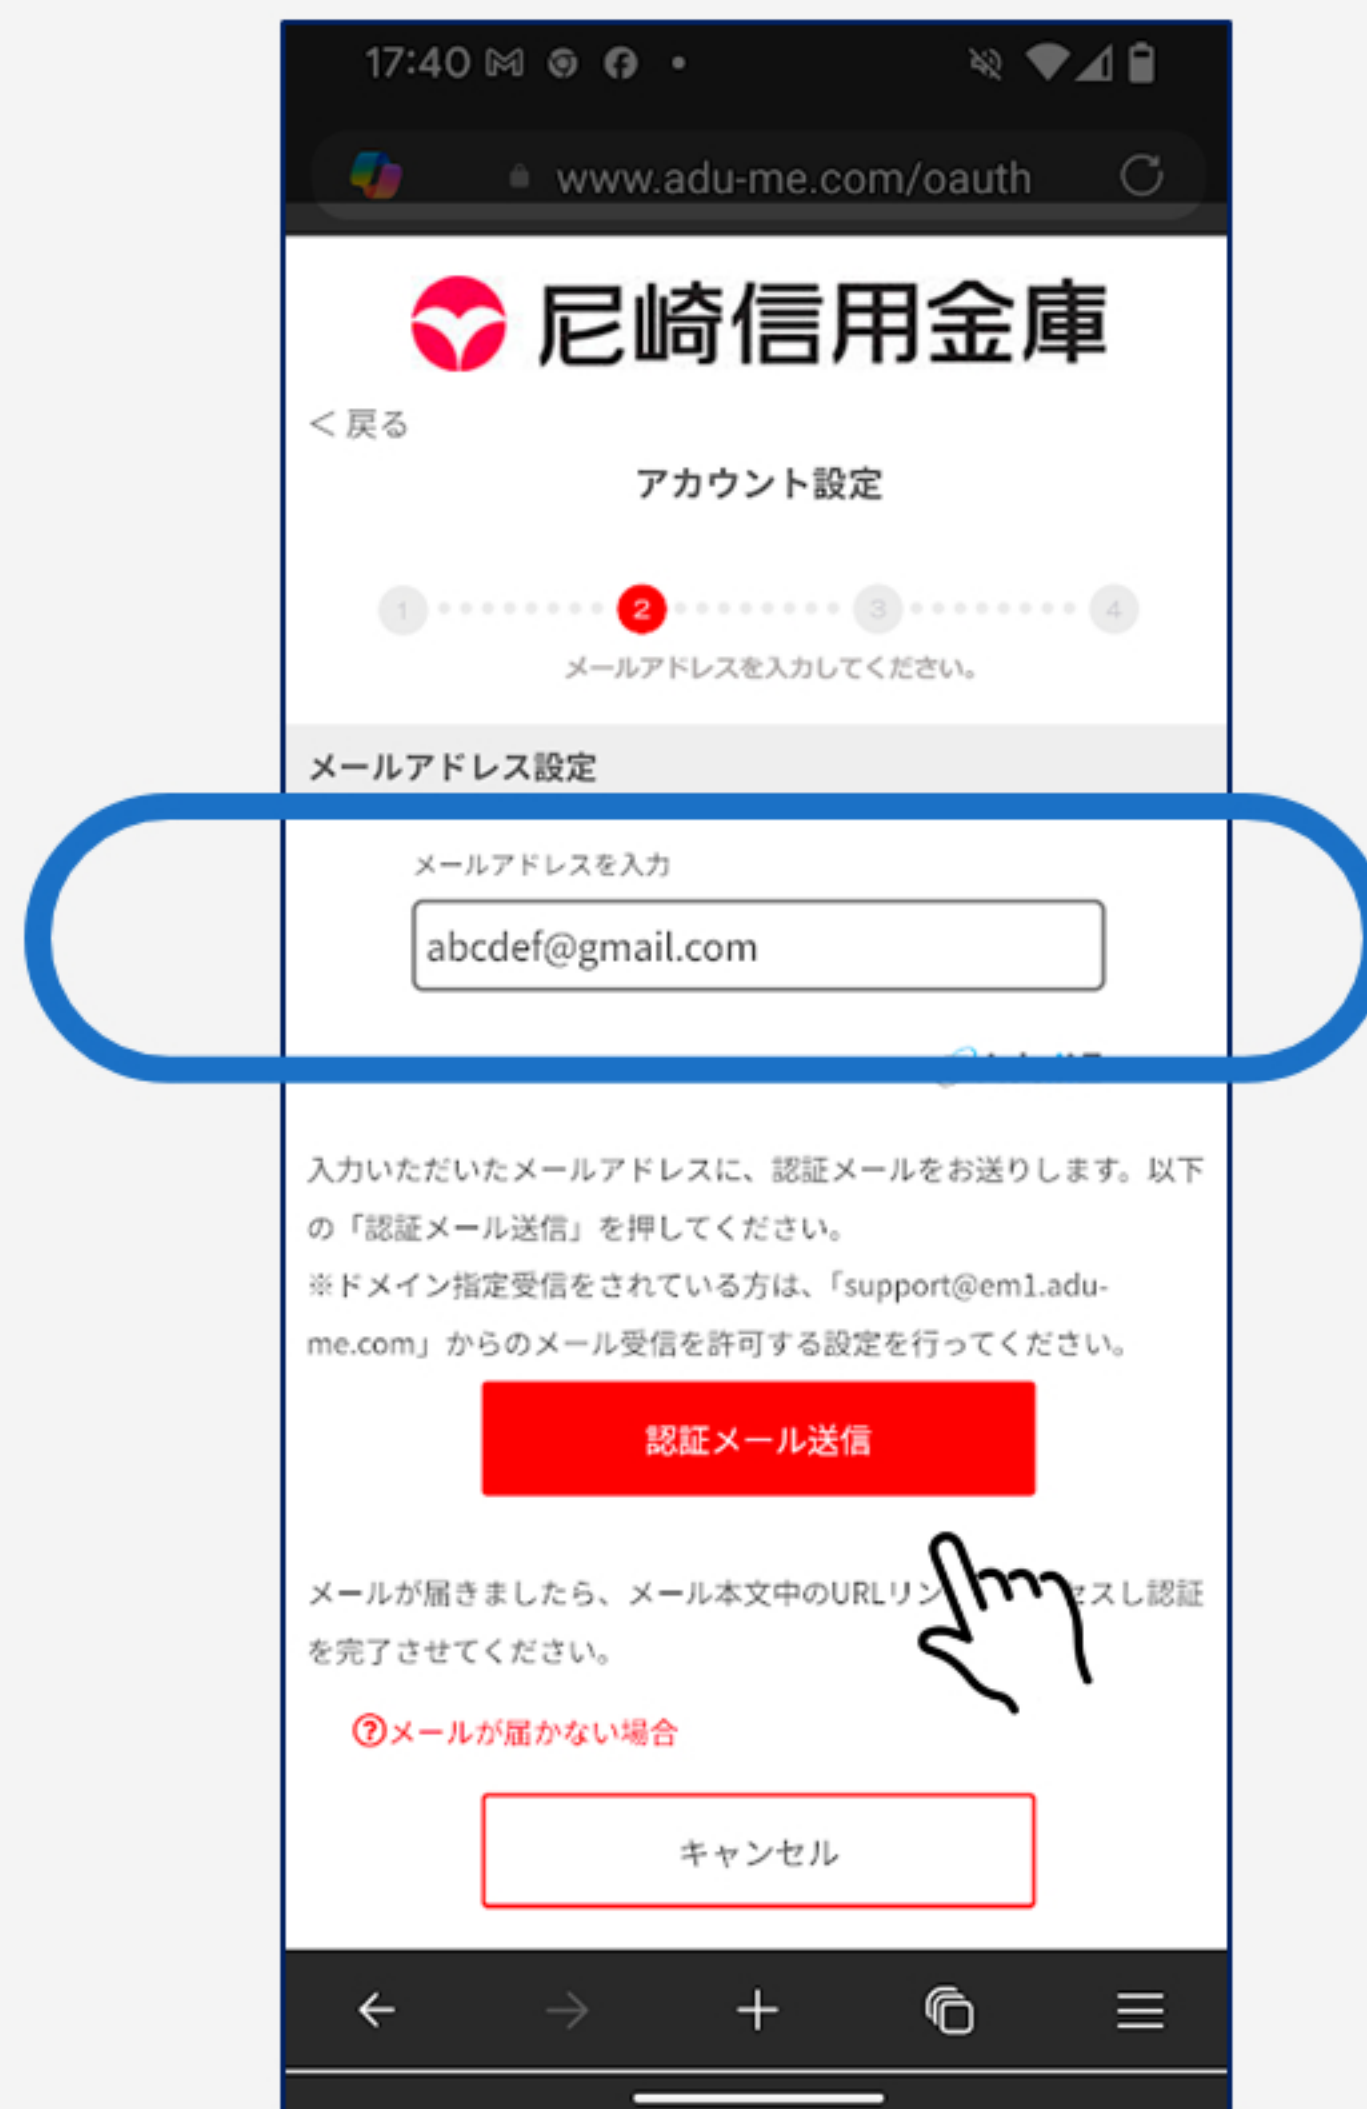 17:40
www.adu-me.com/oauth
尼崎信用金庫
＜ 戻る
アカウント設定
1 2 3 4
メールアドレスを入力してください。
メールアドレス設定
メールアドレスを入力
abcdef@gmail.com
入力いただいたメールアドレスに、認証メールをお送りします。以下
の「認証メール送信」を押してください。
※ドメイン指定受信をされている方は、「support@em1.adu-
me.com」からのメール受信を許可する設定を行ってください。
認証メール送信
メールが届きましたら、メール本文中のURLリン セスし認証
を完了させてください。
?メールが届かない場合
キャンセル